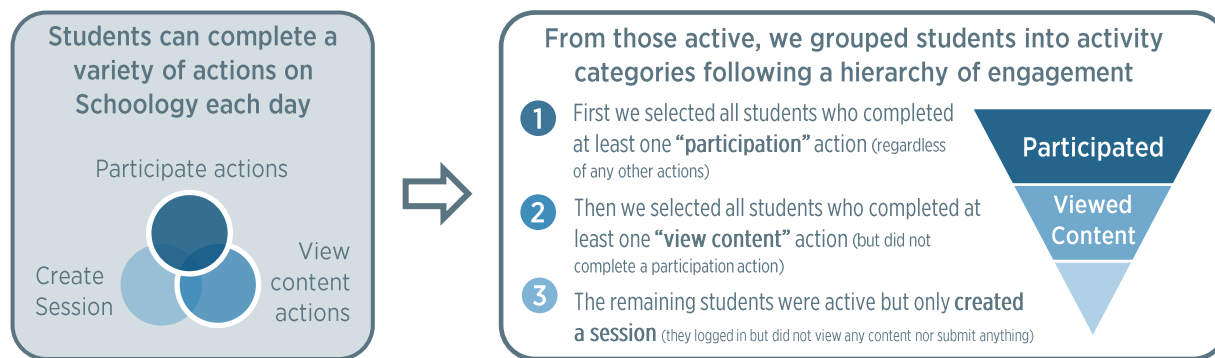 Students can complete a
variety of actions on
Schoology each day
Participate actions
Create
Session
View
content
actions
From those active, we grouped students into activity
categories following a hierarchy of engagement
1 First we selected all students who completed
at least one “participation” action (regardless
of any other actions)
2 Then we selected all students who completed at
least one “view content” action (but did not
complete a participation action)
3 The remaining students were active but only created
a session (they logged in but did not view any content nor submit anything)
Participated
Viewed
Content